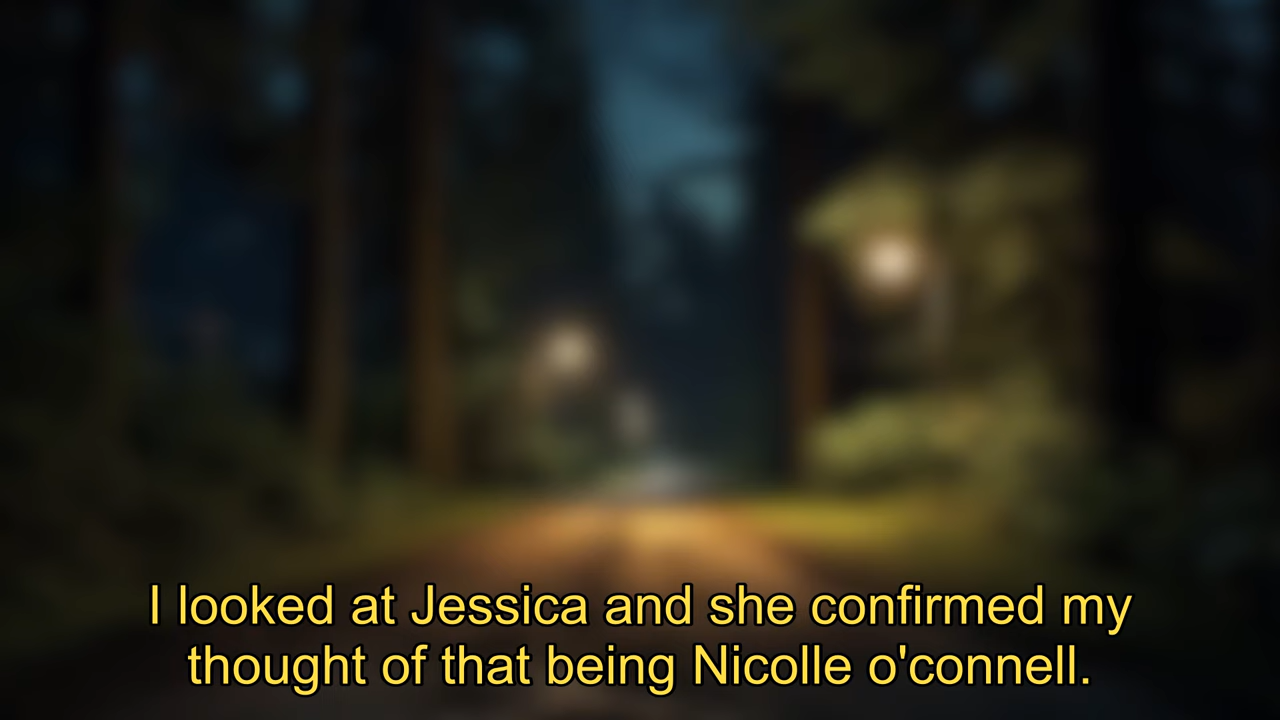 I looked at Jessica and she confirmed my
thought of that being Nicolle o'connell.